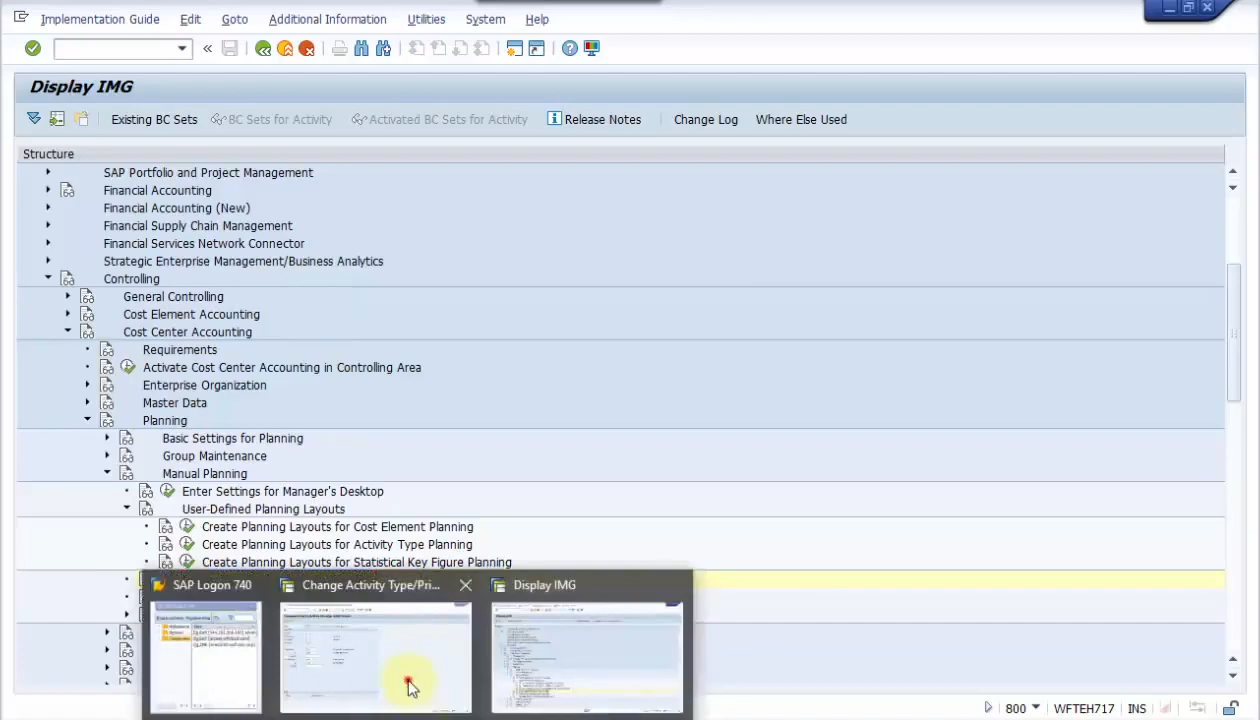 Implementation Guide Edit Goto Additional Information Utilities System Help
Display IMG
Existing BC Sets BC Sets for Activity Activated BC Sets for Activity Release Notes Change Log Where Else Used
Structure
SAP Portfolio and Project Management
Financial Accounting
Financial Accounting (New)
Financial Supply Chain Management
Financial Services Network Connector
Strategic Enterprise Management/Business Analytics
Controlling
General Controlling
Cost Element Accounting
Cost Center Accounting
Requirements
Activate Cost Center Accounting in Controlling Area
Enterprise Organization
Master Data
Planning
Basic Settings for Planning
Group Maintenance
Manual Planning
Enter Settings for Manager's Desktop
User-Defined Planning Layouts
Create Planning Layouts for Cost Element Planning
Create Planning Layouts for Activity Type Planning
Create Planning Layouts for Statistical Key Figure Planning
SAP Logon 740 Change Activity Type/Pri... Display IMG
800 WFTEH717 INS